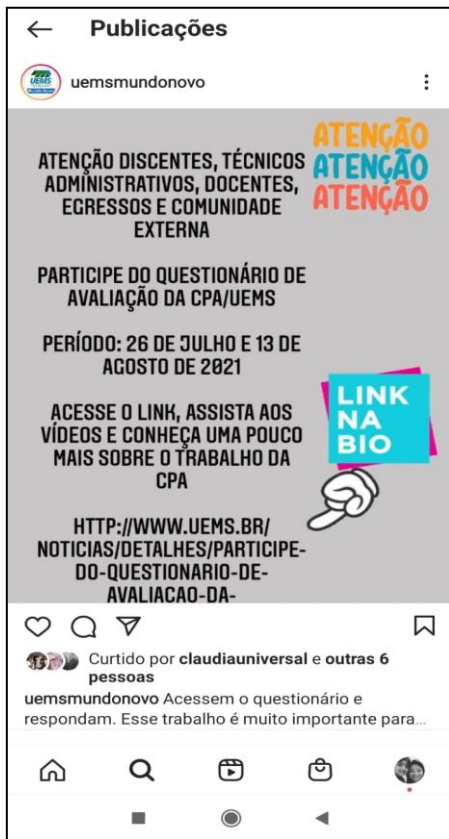 Publicações
uemsmundonovo
UEMS
ATENÇÃO
ATENÇÃO
ATENÇÃO
ATENÇÃO DISCENTES, TÉCNICOS
ADMINISTRATIVOS, DOCENTES,
EGRESSOS E COMUNIDADE
EXTERNA
PARTICIPE DO QUESTIONÁRIO DE
AVALIAÇÃO DA CPA/UEMS
PERÍODO: 26 DE JULHO E 13 DE
AGOSTO DE 2021
ACESSE O LINK, ASSISTA AOS
VÍDEOS E CONHEÇA UMA POUCO
MAIS SOBRE O TRABALHO DA
CPA
LINK
NA
BIO
HTTP://WWW.UEMS.BR/
NOTICIAS/DETALHES/PARTICIPE-
DO-QUESTIONARIO-DE-
AVALIACAO-DA-
Curtido por claudiauniversal e outras 6
pessoas
uemsmundonovo Acessem o questionário e
respondam. Esse trabalho é muito importante para...